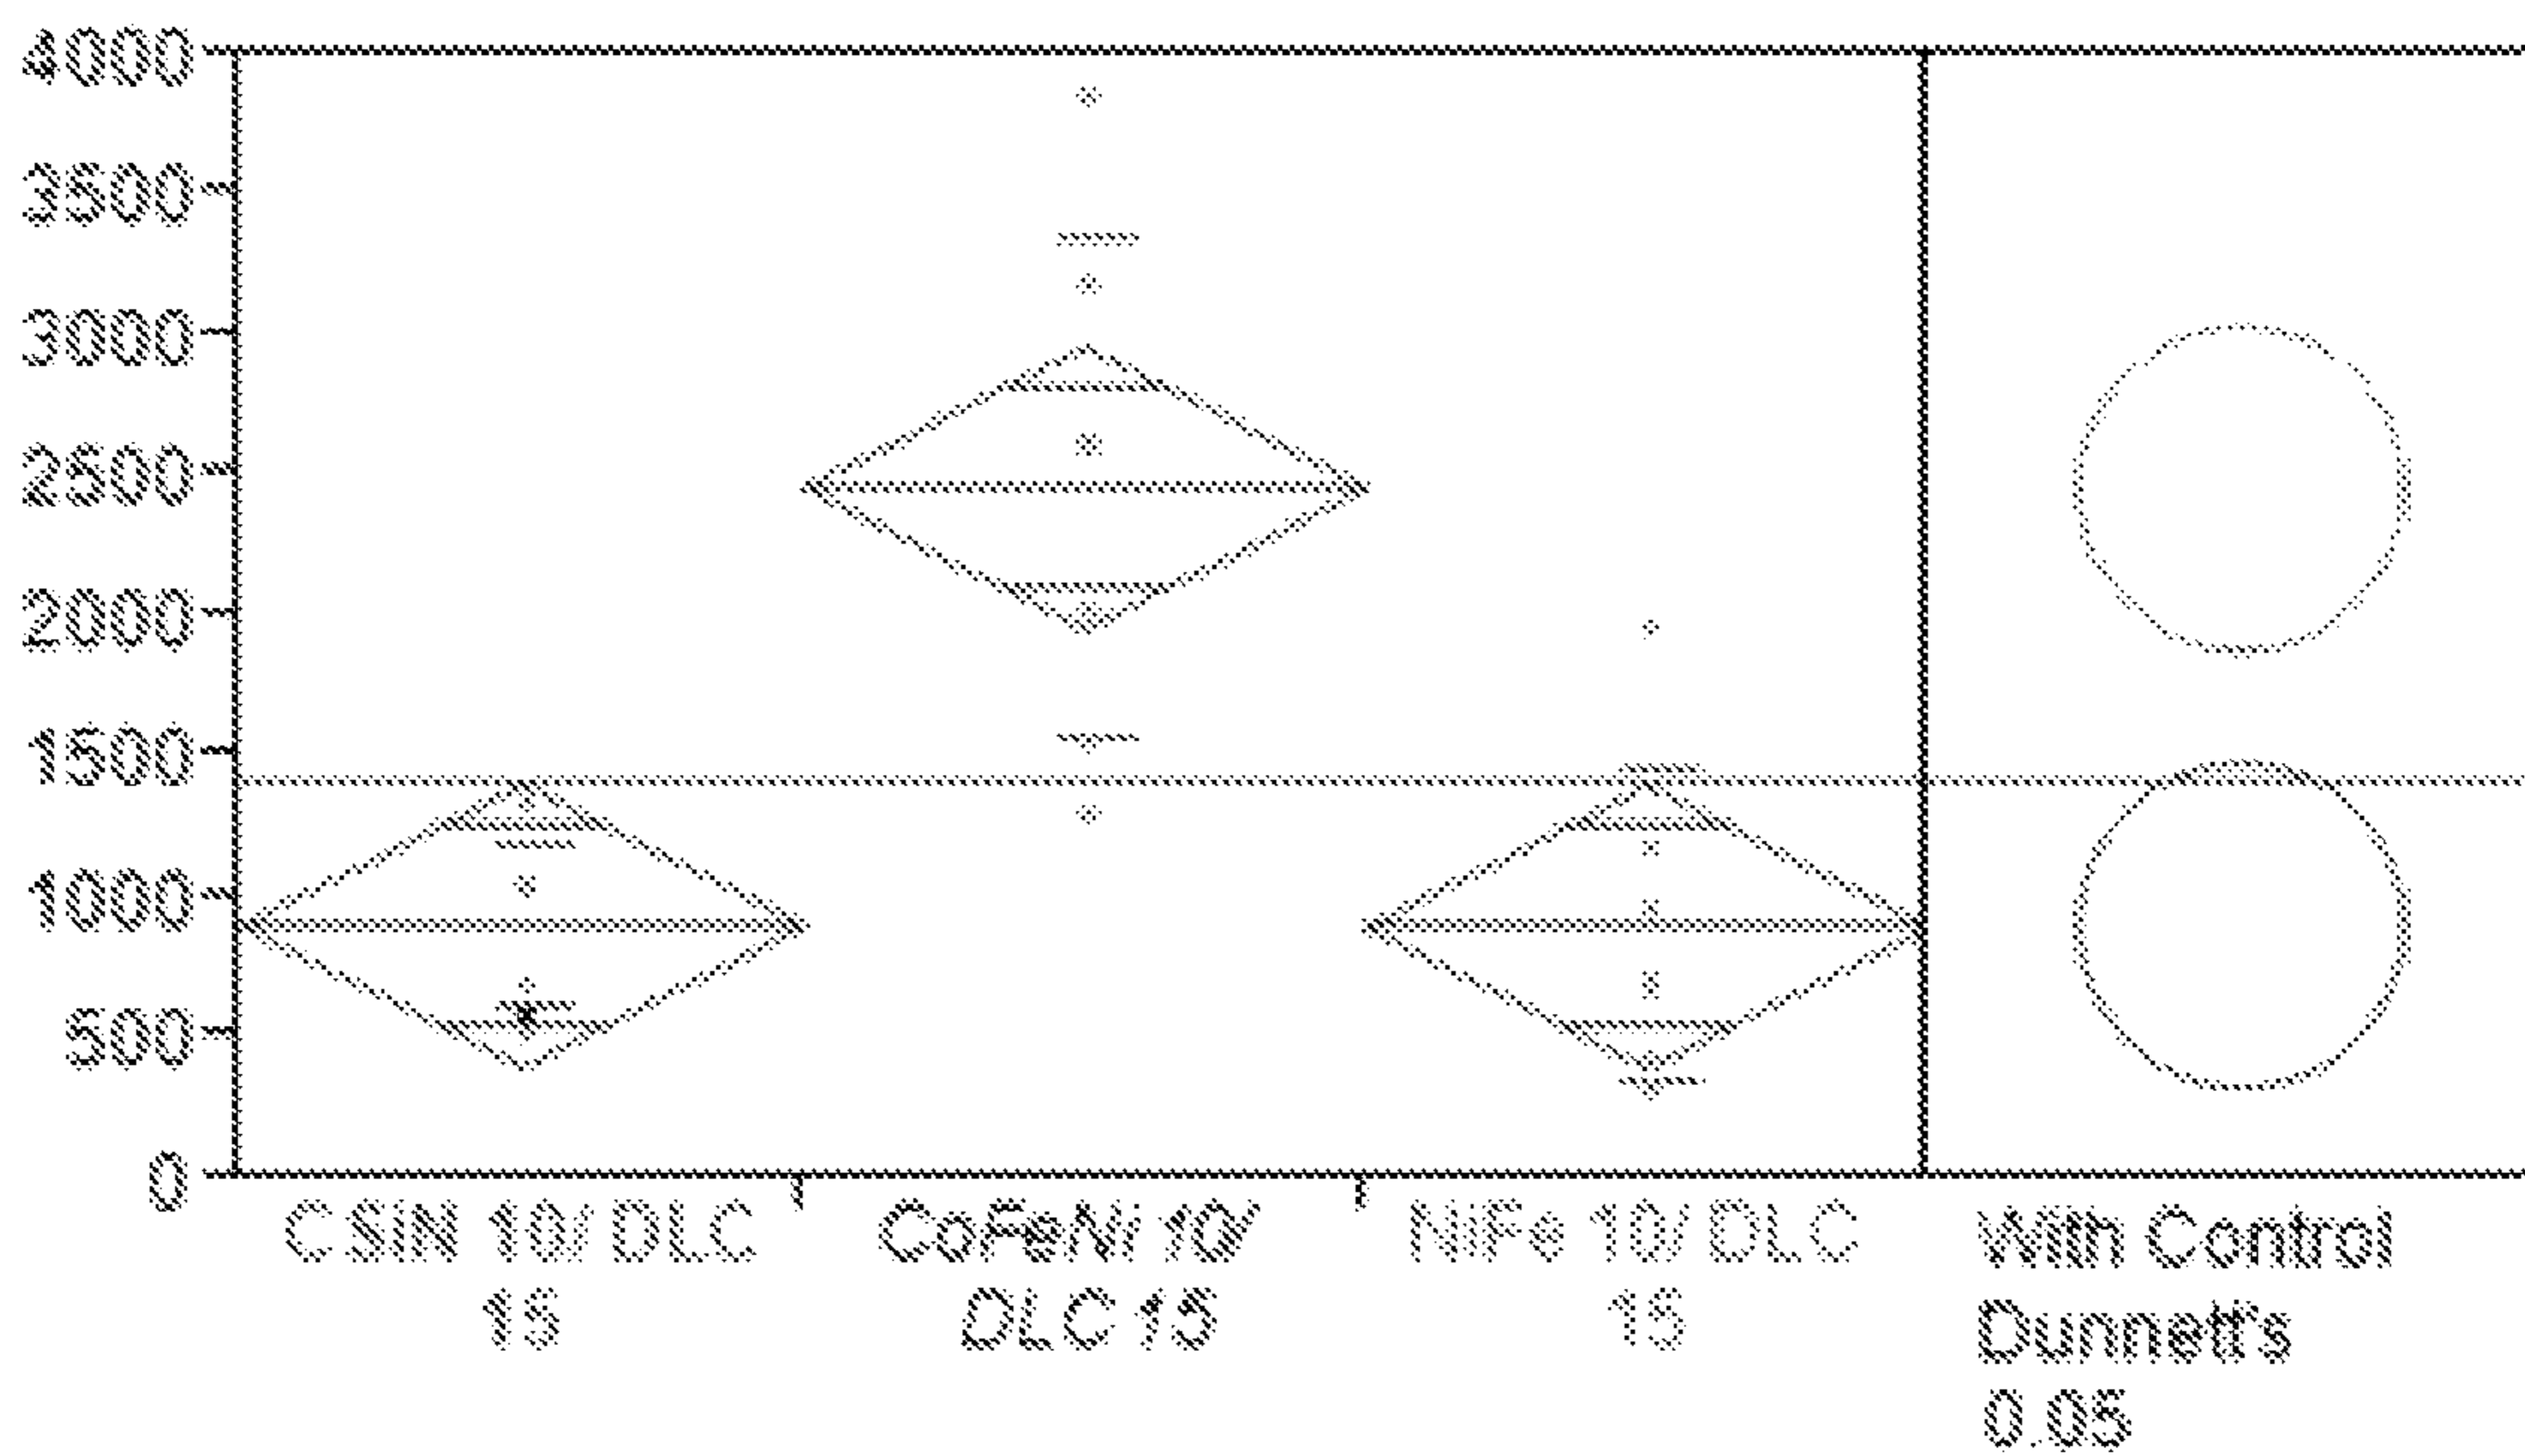 4000
3500
3000
2500
2000
1500
1000
500
0
CSiN 10/ DLC
15
CoFeNi 10/
DLC 15
NiFe 10/ DLC
15
With Control
Dunnett's
0.05